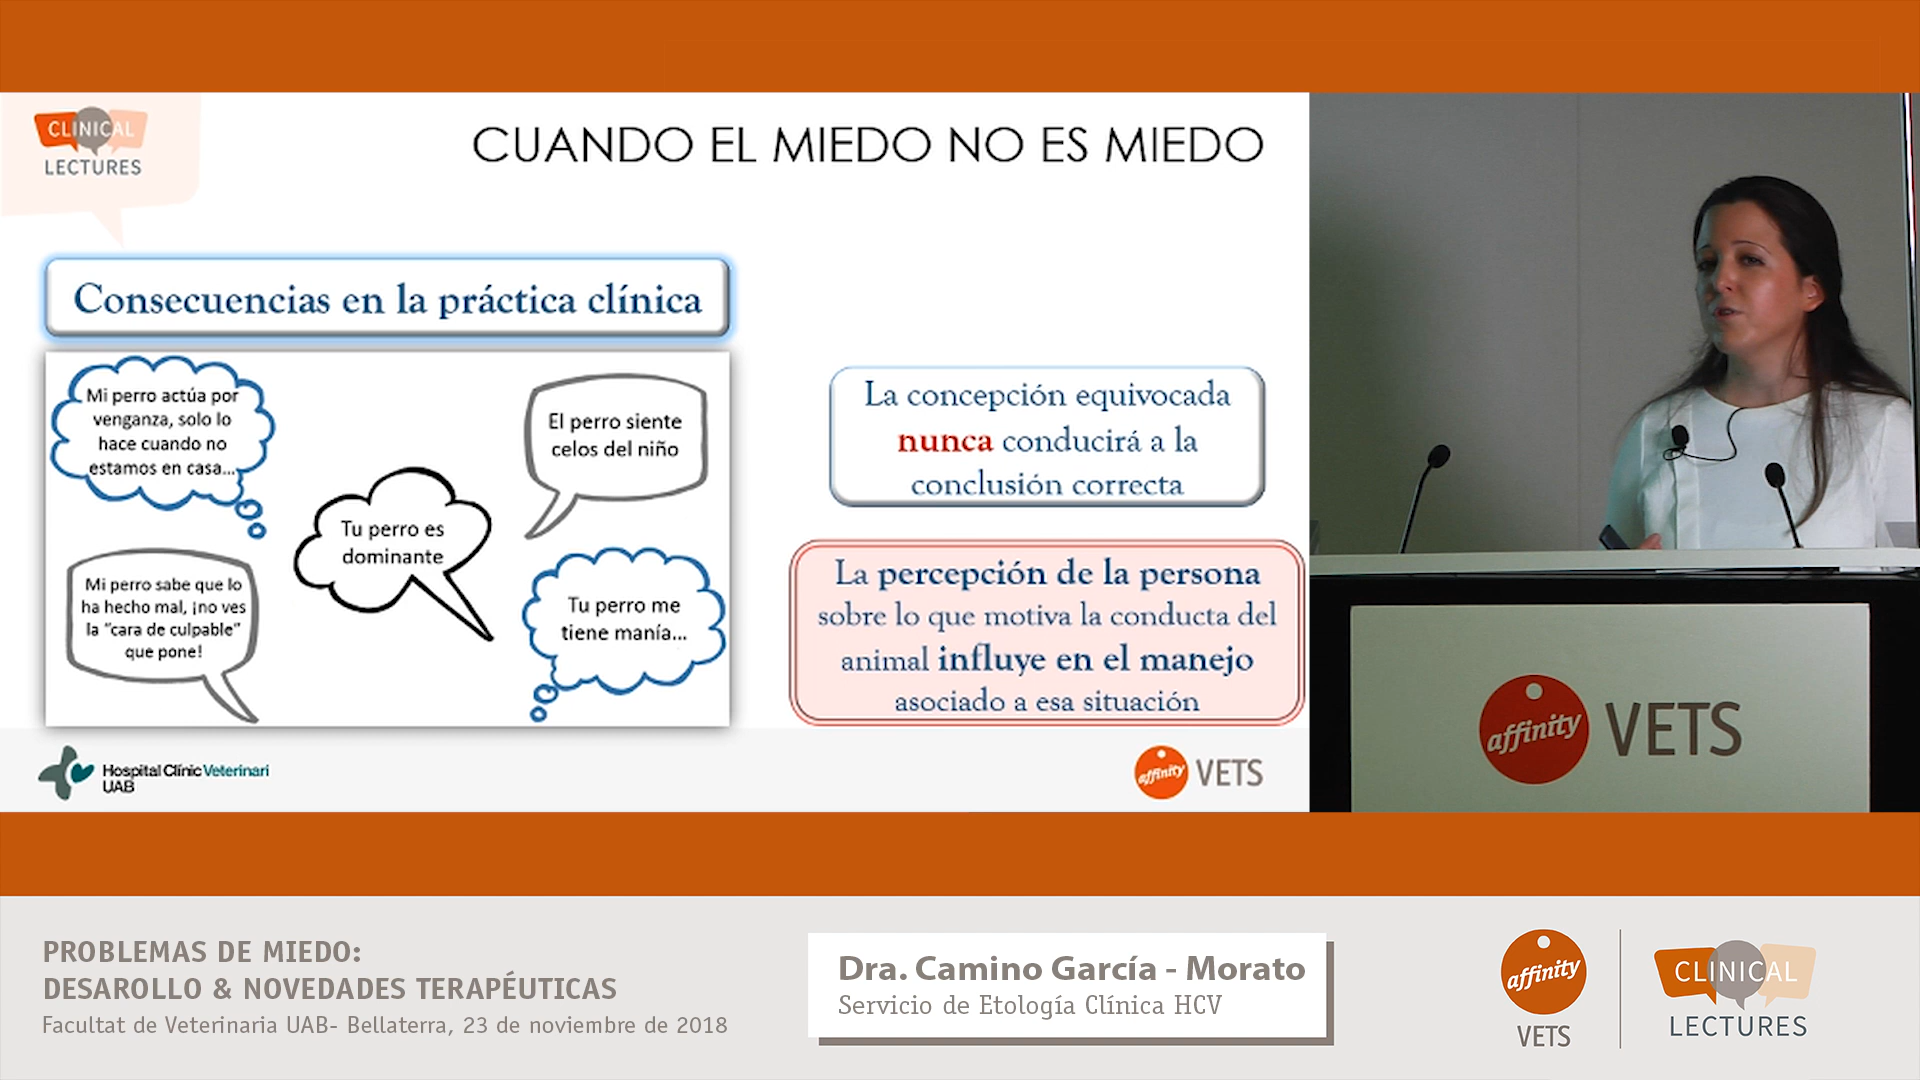 CLINICAL
LECTURES
CUANDO EL MIEDO NO ES MIEDO
Consecuencias en la práctica clínica
Mi perro actúa por
venganza, solo lo
hace cuando no
estamos en casa...
El perro siente
celos del niño
Tu perro es
dominante
Mi perro sabe que lo
ha hecho mal, ¡no ves
la "cara de culpable"
que pone!
Tu perro me
tiene manía...
La concepción equivocada
nunca conducirá a la
conclusión correcta
La percepción de la persona
sobre lo que motiva la conducta del
animal influye en el manejo
asociado a esa situación
Hospital Clínic Veterinari
UAB
affinity VETS
affinity VETS
PROBLEMAS DE MIEDO:
DESAROLLO & NOVEDADES TERAPÉUTICAS
Facultat de Veterinaria UAB- Bellaterra, 23 de noviembre de 2018
Dra. Camino García - Morato
Servicio de Etología Clínica HCV
affinity
VETS
CLINICAL
LECTURES